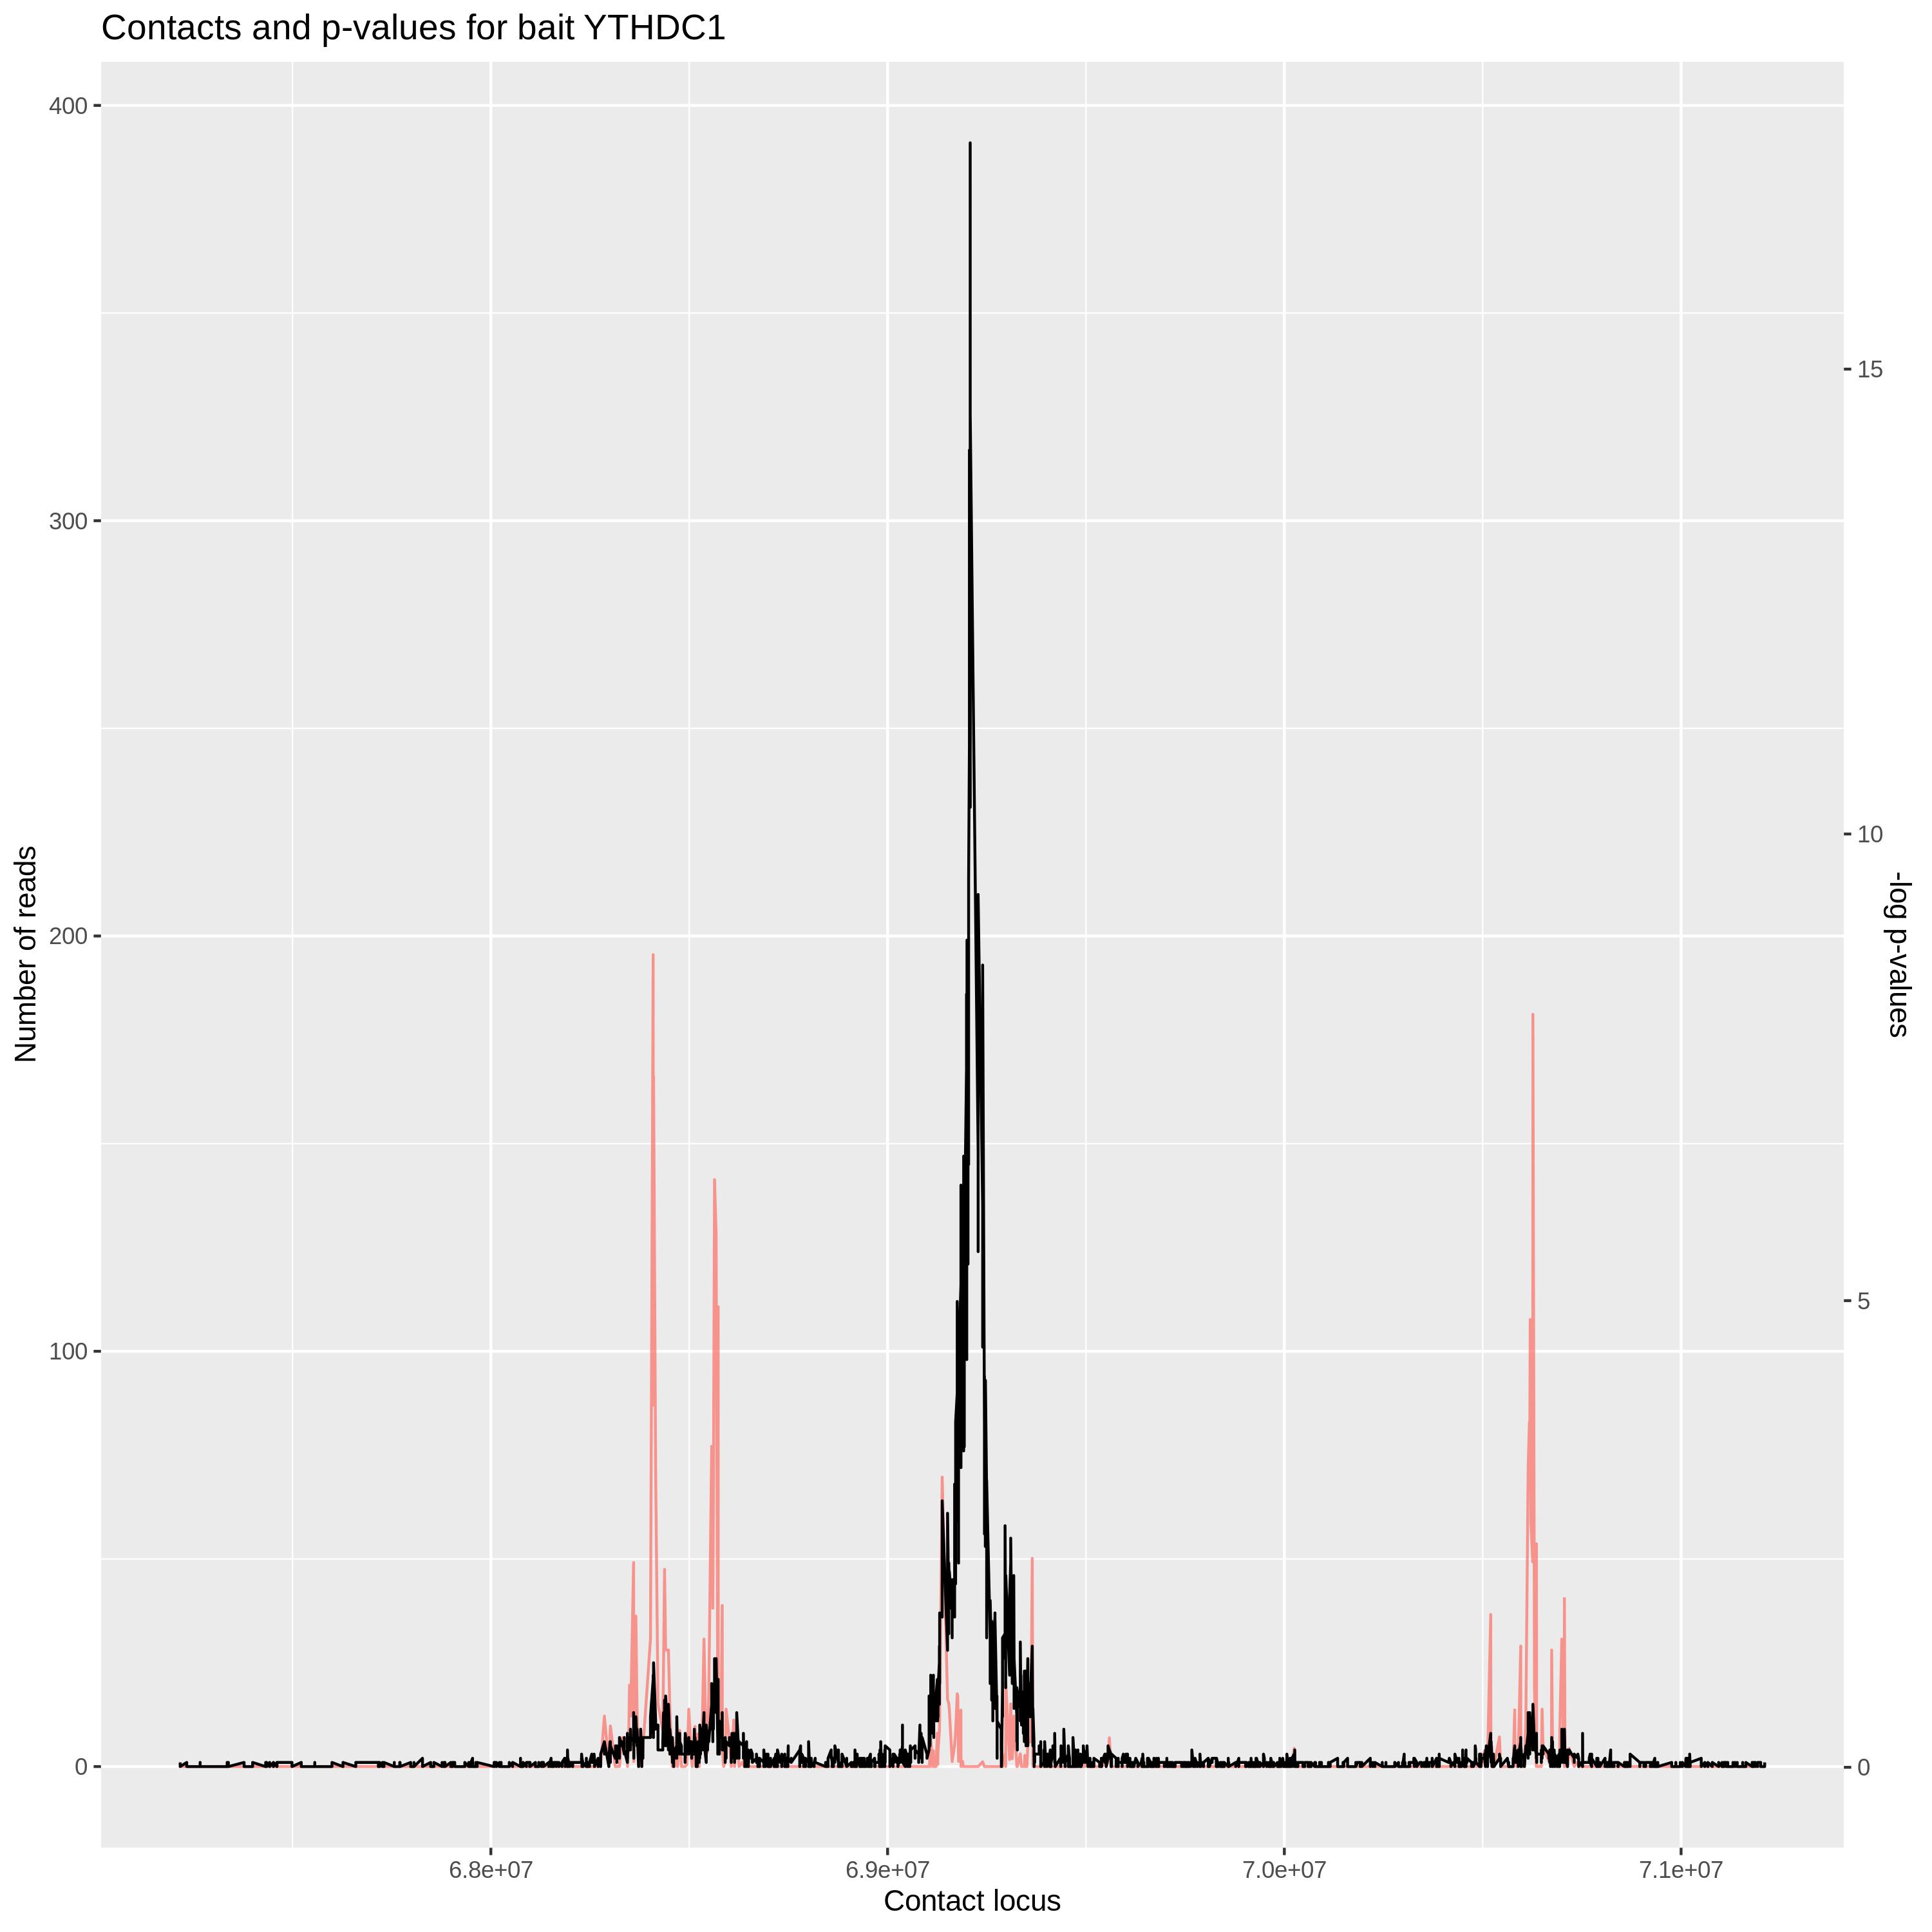 Contacts and p-values for bait YTHDC1
400
300
200
100
0
Number of reads
15
10
5
0
-log p-values
6.8e+07 6.9e+07 7.0e+07 7.1e+07
Contact locus